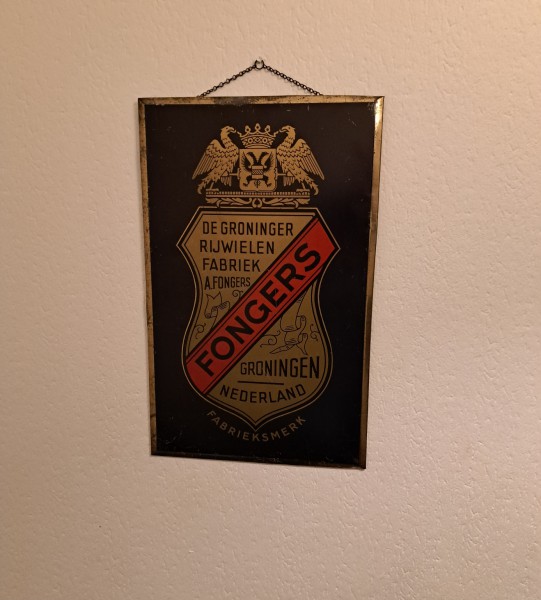 DE GRONINGER
RIJWIELEN
FABRIEK
A. FONGERS
FONGERS
GRONINGEN
NEDERLAND
FABRIEKSMERK